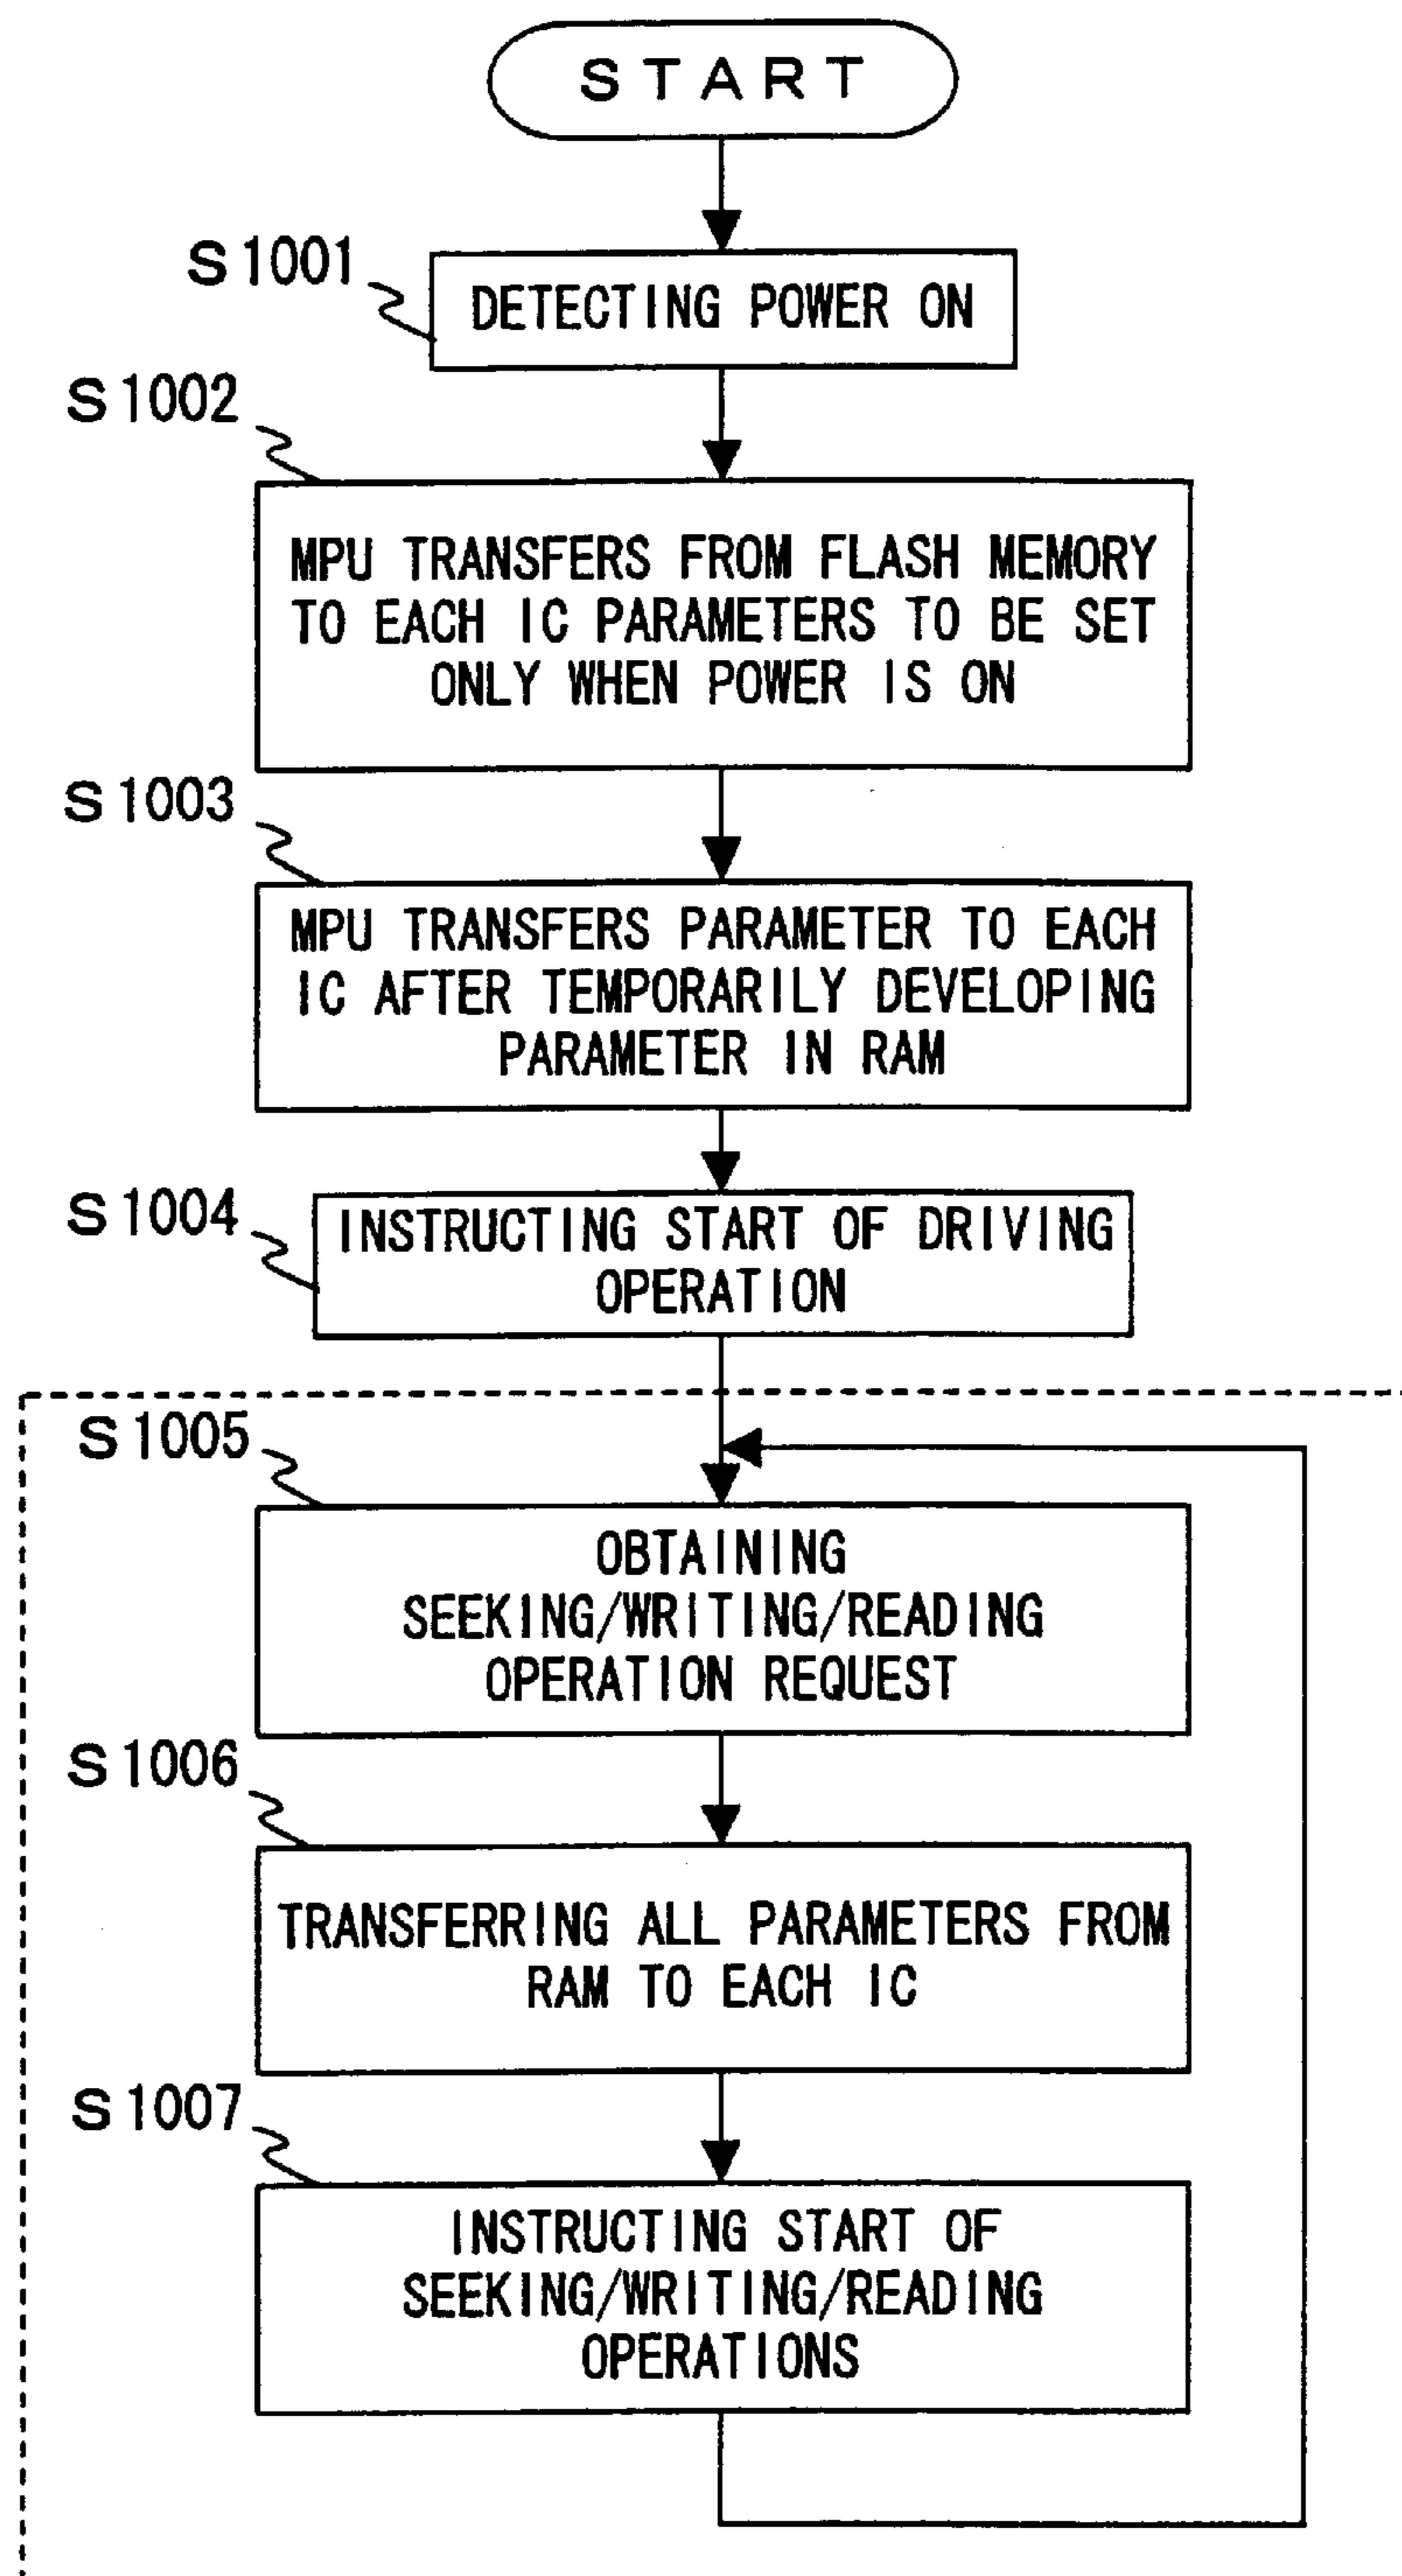 START
S1001
DETECTING POWER ON
S1002
MPU TRANSFERS FROM FLASH MEMORY
TO EACH IC PARAMETERS TO BE SET
ONLY WHEN POWER IS ON
S1003
MPU TRANSFERS PARAMETER TO EACH
IC AFTER TEMPORARILY DEVELOPING
PARAMETER IN RAM
S1004
INSTRUCTING START OF DRIVING
OPERATION
S1005
OBTAINING
SEEKING/WRITING/READING
OPERATION REQUEST
S1006
TRANSFERRING ALL PARAMETERS FROM
RAM TO EACH IC
S1007
INSTRUCTING START OF
SEEKING/WRITING/READING
OPERATIONS